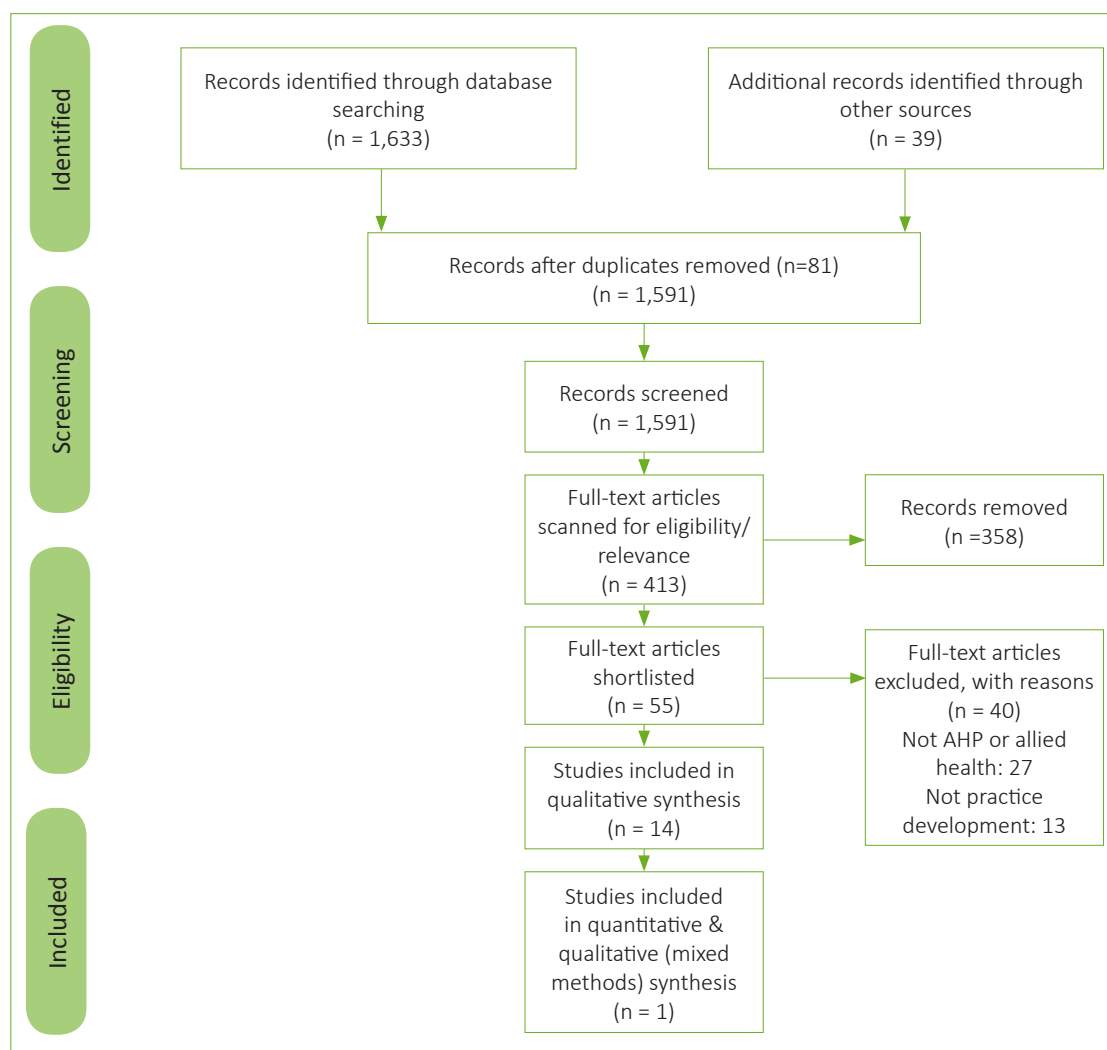 Identified
Records identified through database
searching
(n = 1,633)
Additional records identified through
other sources
(n = 39)
Records after duplicates removed (n=81)
(n = 1,591)
Screening
Records screened
(n = 1,591)
Full-text articles
scanned for eligibility/
relevance
(n = 413)
Records removed
(n =358)
Eligibility
Full-text articles
shortlisted
(n = 55)
Full-text articles
excluded, with reasons
(n = 40)
Not AHP or allied
health: 27
Not practice
development: 13
Studies included in
qualitative synthesis
(n = 14)
Included
Studies included
in quantitative &
qualitative (mixed
methods) synthesis
(n = 1)